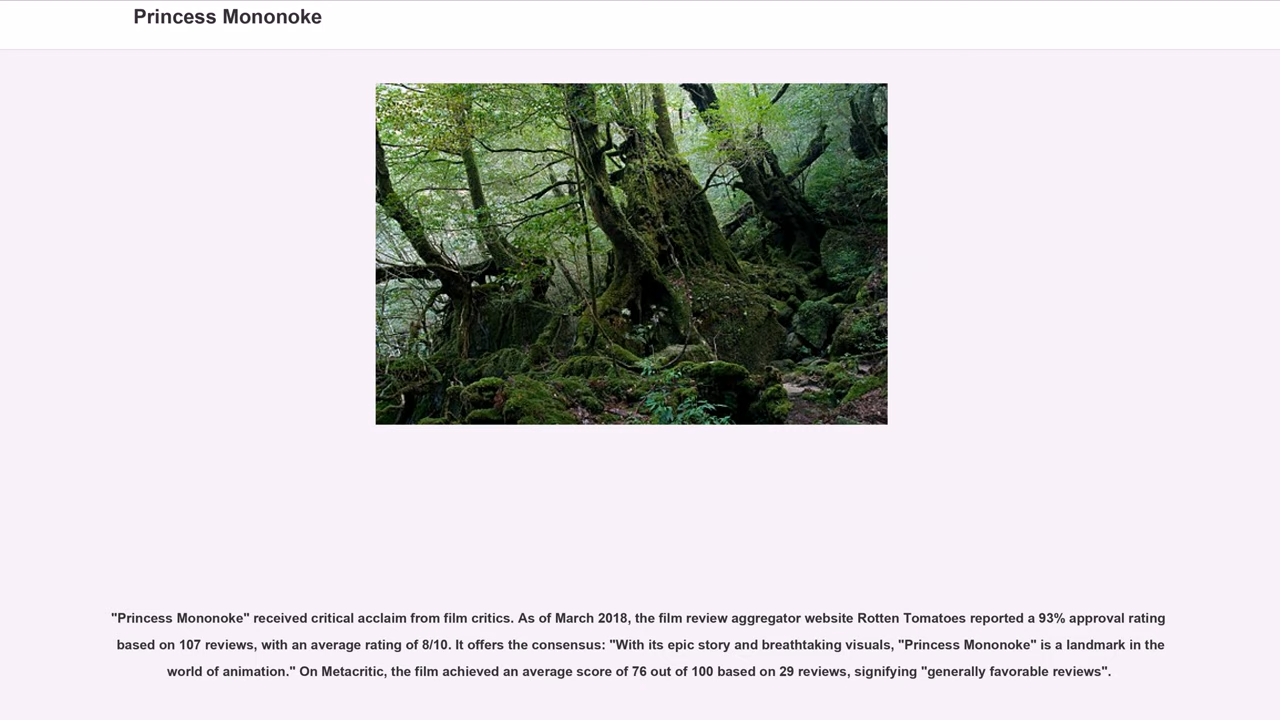 Princess Mononoke
"Princess Mononoke" received critical acclaim from film critics. As of March 2018, the film review aggregator website Rotten Tomatoes reported a 93% approval rating
based on 107 reviews, with an average rating of 8/10. It offers the consensus: "With its epic story and breathtaking visuals, "Princess Mononoke" is a landmark in the
world of animation." On Metacritic, the film achieved an average score of 76 out of 100 based on 29 reviews, signifying "generally favorable reviews".